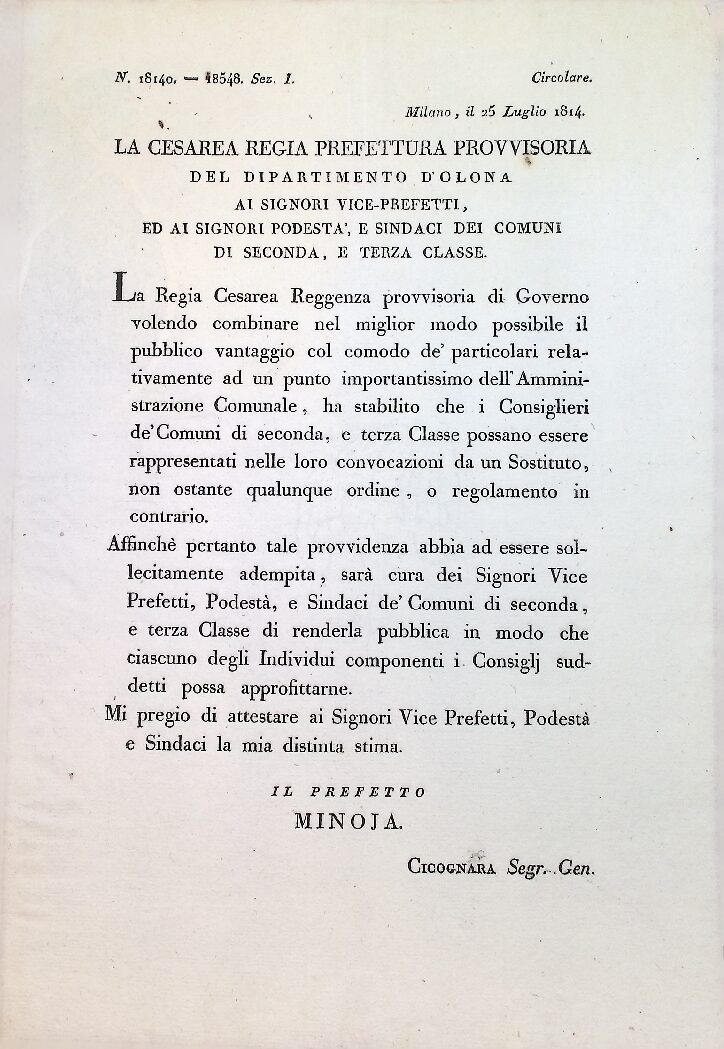 N. 18140. — 18548. Sez. I. Circolare.
Milano, il 25 Luglio 1814.
LA CESAREA REGIA PREFETTURA PROVVISORIA
DEL DIPARTIMENTO D'OLONA
AI SIGNORI VICE-PREFETTI,
ED AI SIGNORI PODESTA', E SINDACI DEI COMUNI
DI SECONDA, E TERZA CLASSE.
La Regia Cesarea Reggenza provvisoria di Governo
volendo combinare nel miglior modo possibile il
pubblico vantaggio col comodo de' particolari rela-
tivamente ad un punto importantissimo dell'Ammini-
strazione Comunale, ha stabilito che i Consiglieri
de' Comuni di seconda, e terza Classe possano essere
rappresentati nelle loro convocazioni da un Sostituto,
non ostante qualunque ordine, o regolamento in
contrario.
Affinchè pertanto tale provvidenza abbia ad essere sol-
lecitamente adempita, sarà cura dei Signori Vice
Prefetti, Podestà, e Sindaci de' Comuni di seconda,
e terza Classe di renderla pubblica in modo che
ciascuno degli Individui componenti i Consiglj sud-
detti possa approfittarne.
Mi pregio di attestare ai Signori Vice Prefetti, Podestà
e Sindaci la mia distinta stima.
IL PREFETTO
MINOJA.
CICOGNARA Segr. Gen.